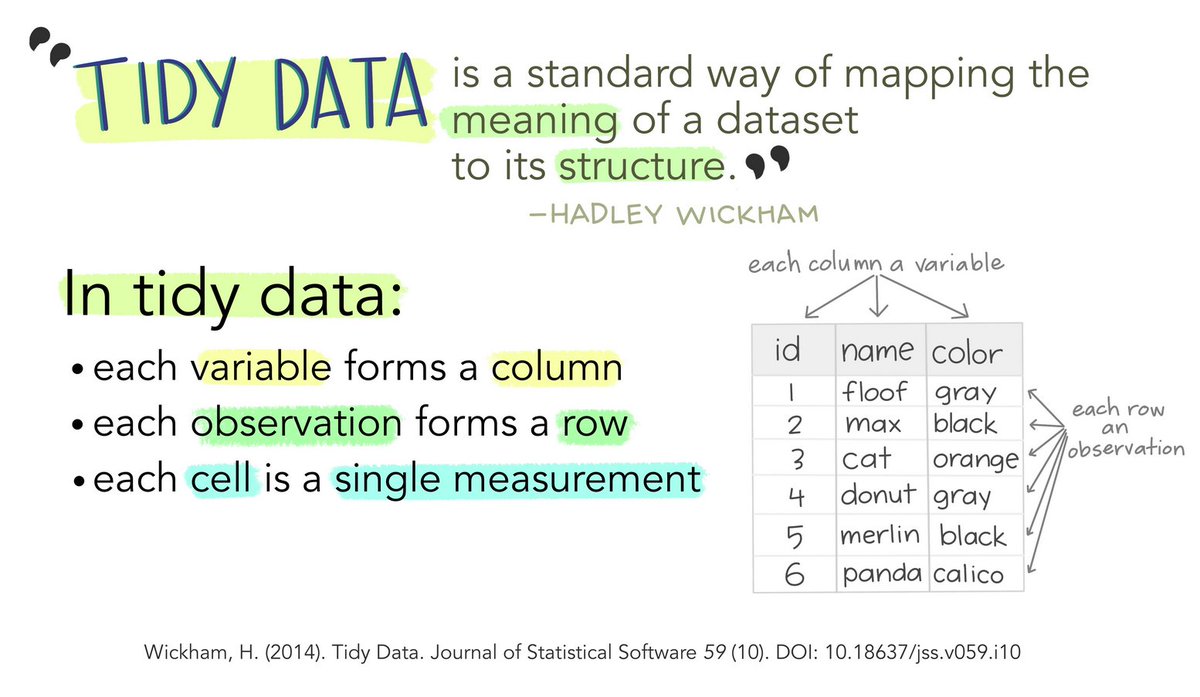 "TIDY DATA is a standard way of mapping the
meaning of a dataset
to its structure."
–HADLEY WICKHAM
In tidy data:
• each variable forms a column
• each observation forms a row
• each cell is a single measurement
each column a variable
id name color
1 floof gray
2 max black
3 cat orange
4 donut gray
5 merlin black
6 panda calico
each row
an
observation
Wickham, H. (2014). Tidy Data. Journal of Statistical Software 59 (10). DOI: 10.18637/jss.v059.i10